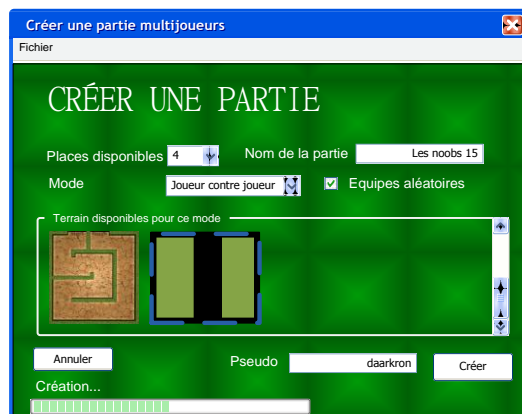 Créer une partie multijoueurs
Fichier
CRÉER UNE PARTIE
Places disponibles 4 Nom de la partie Les noobs 15
Mode Joueur contre joueur Equipes aléatoires
Terrain disponibles pour ce mode
Annuler Pseudo daarkron Créer
Création...